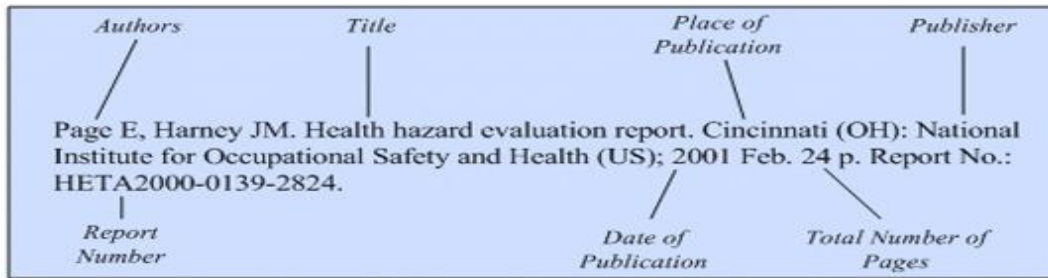 Authors Title Place of Publisher
Publication
Page E, Harney JM. Health hazard evaluation report. Cincinnati (OH): National
Institute for Occupational Safety and Health (US); 2001 Feb. 24 p. Report No.:
HETA2000-0139-2824.
Report Date of Total Number of
Number Publication Pages